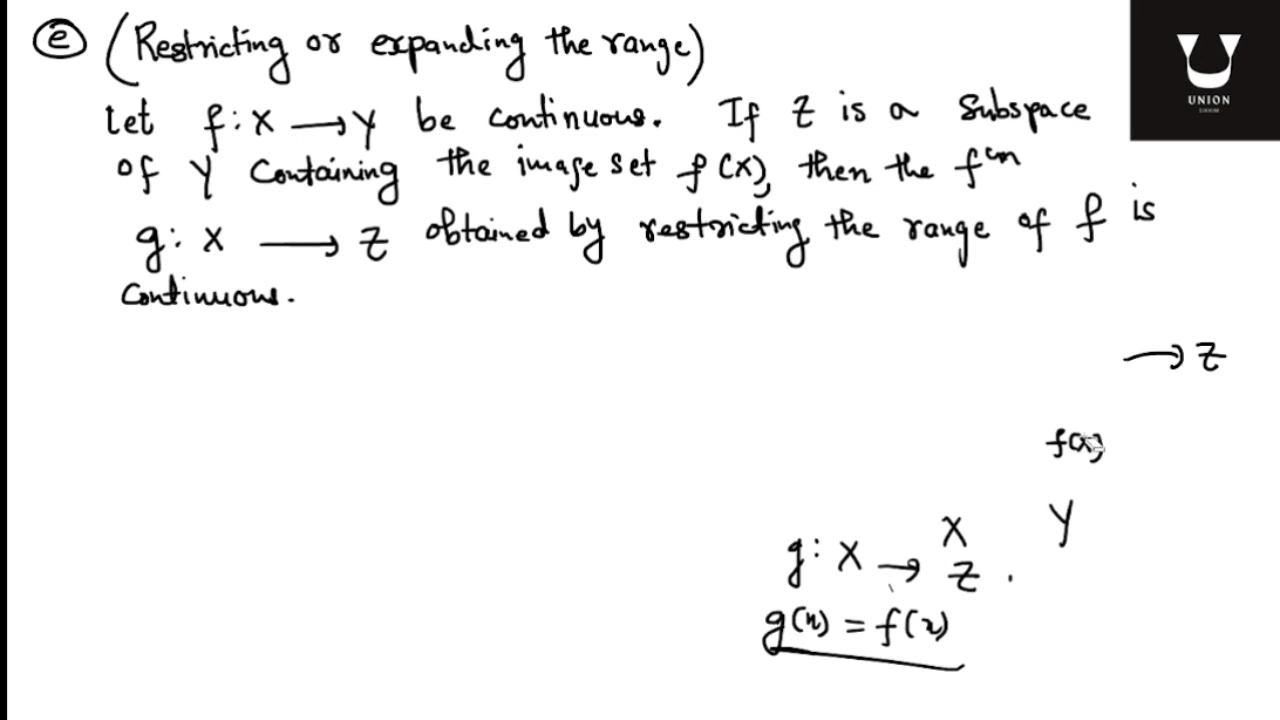 ⓔ (Restricting or expanding the range)
Let f: X → Y be continuous. If Z is a Subspace
of Y Containing the image set f(X), then the fcn
g: X → Z obtained by restricting the range of f is
Continuous.
→ Z
f(X)
X Y
g: X → Z .
g(x) = f(x)
UNION